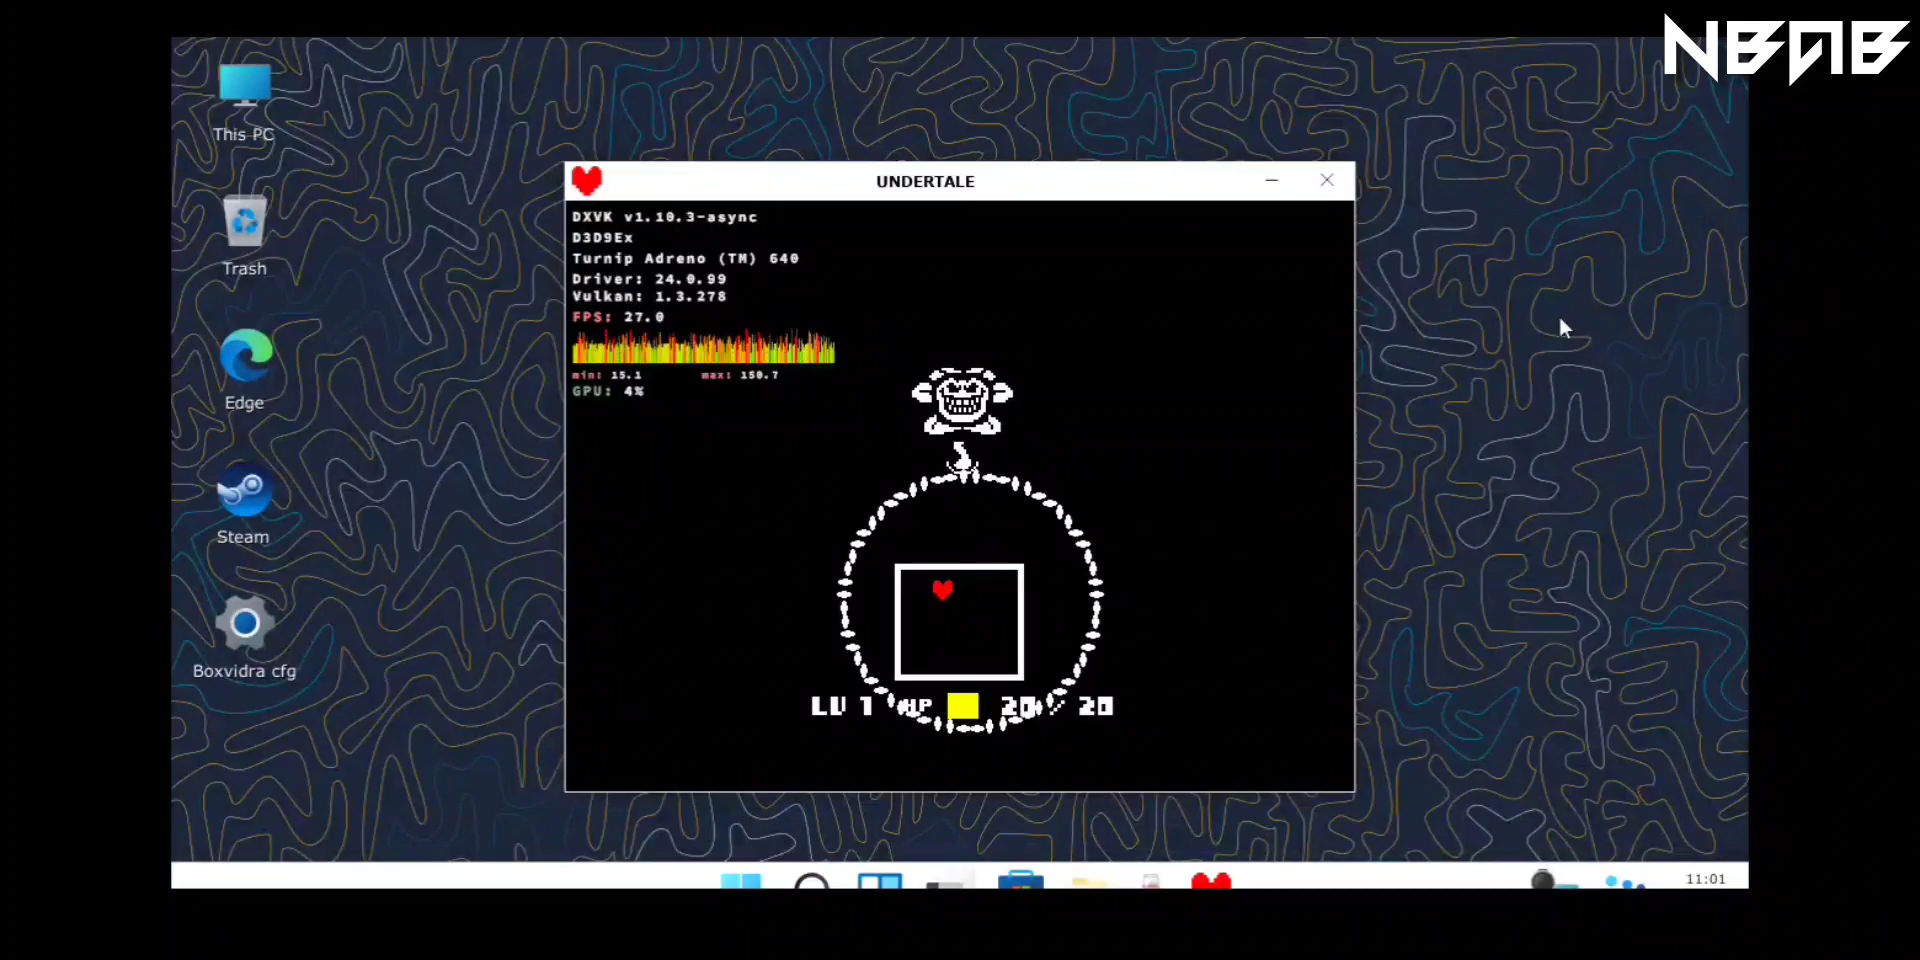 NBAB
This PC
Trash
Edge
Steam
Boxvidra cfg
UNDERTALE
DXVK v1.10.3-async
D3D9Ex
Turnip Adreno (TM) 640
Driver: 24.0.99
Vulkan: 1.3.278
FPS: 27.0
min: 15.1 max: 150.7
GPU: 4%
LV 1 HP 20 / 20
11:01